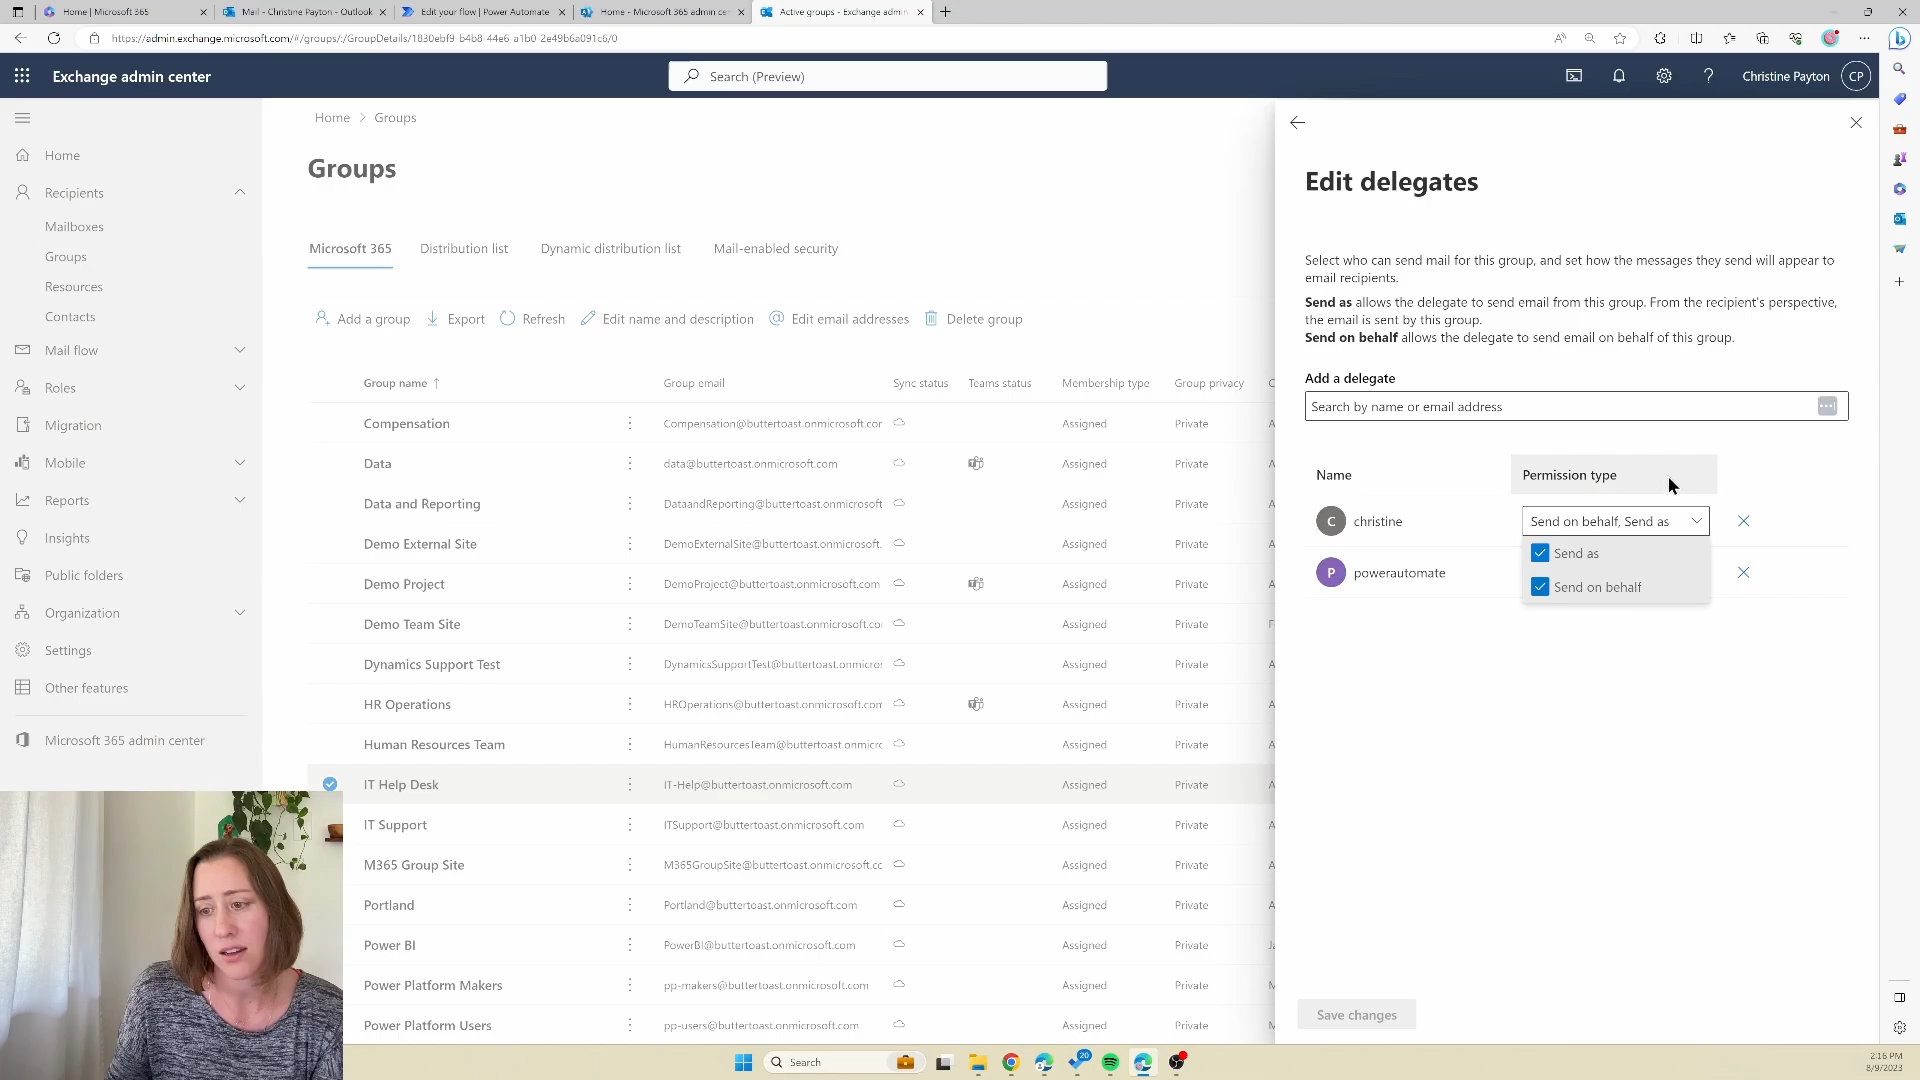 Home | Microsoft 365
Mail - Christine Payton - Outlook
Edit your flow | Power Automate
Home - Microsoft 365 admin cen
Active groups - Exchange admin
https://admin.exchange.microsoft.com/#/groups/:/GroupDetails/1830ebf9-b4b8-44e6-a1b0-2e49b6a091c6/0
Exchange admin center
Search (Preview)
Christine Payton
CP
Home
Recipients
Mailboxes
Groups
Resources
Contacts
Mail flow
Roles
Migration
Mobile
Reports
Insights
Public folders
Organization
Settings
Other features
Microsoft 365 admin center
Home > Groups
Groups
Microsoft 365 Distribution list Dynamic distribution list Mail-enabled security
Add a group Export Refresh Edit name and description Edit email addresses Delete group
Group name ↑ Group email Sync status Teams status Membership type Group privacy C
Compensation Compensation@buttertoast.onmicrosoft.cor Assigned Private A
Data data@buttertoast.onmicrosoft.com Assigned Private A
Data and Reporting DataandReporting@buttertoast.onmicrosoft Assigned Private A
Demo External Site DemoExternalSite@buttertoast.onmicrosoft. Assigned Private A
Demo Project DemoProject@buttertoast.onmicrosoft.com Assigned Private A
Demo Team Site DemoTeamSite@buttertoast.onmicrosoft.co Assigned Private F
Dynamics Support Test DynamicsSupportTest@buttertoast.onmicros Assigned Private A
HR Operations HROperations@buttertoast.onmicrosoft.com Assigned Private A
Human Resources Team HumanResourcesTeam@buttertoast.onmicrc Assigned Private A
IT Help Desk IT-Help@buttertoast.onmicrosoft.com Assigned Private A
IT Support ITSupport@buttertoast.onmicrosoft.com Assigned Private A
M365 Group Site M365GroupSite@buttertoast.onmicrosoft.cc Assigned Private A
Portland Portland@buttertoast.onmicrosoft.com Assigned Private A
Power BI PowerBI@buttertoast.onmicrosoft.com Assigned Private
Power Platform Makers pp-makers@buttertoast.onmicrosoft.com Assigned Private M
Power Platform Users pp-users@buttertoast.onmicrosoft.com Assigned Private M
Edit delegates
Select who can send mail for this group, and set how the messages they send will appear to
email recipients.
Send as allows the delegate to send email from this group. From the recipient's perspective,
the email is sent by this group.
Send on behalf allows the delegate to send email on behalf of this group.
Add a delegate
Search by name or email address
Name Permission type
C christine Send on behalf, Send as
Send as
P powerautomate
Send on behalf
Save changes
Search
20
2:16 PM
8/9/2023